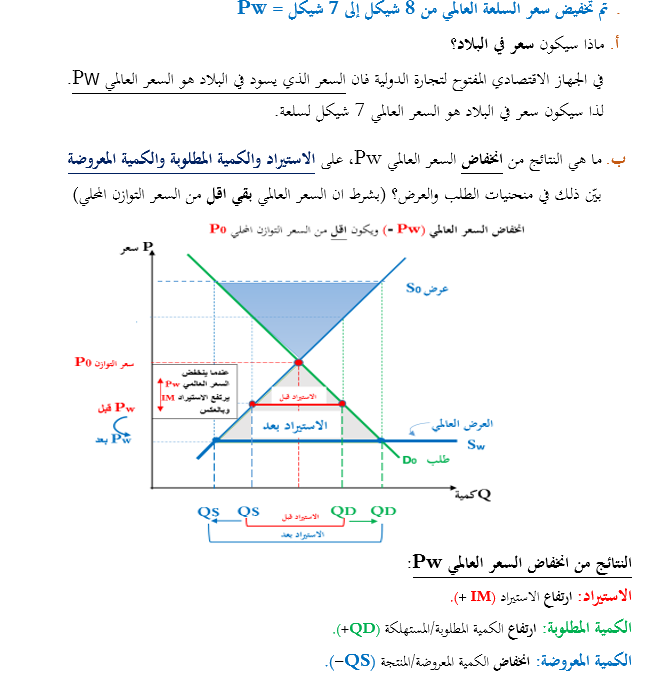 . تم تخفيض سعر السلعة العالمي من 8 شيكل إلى 7 شيكل = Pw
أ. ماذا سيكون سعر في البلاد؟
في الجهاز الاقتصادي المفتوح لتجارة الدولية فان السعر الذي يسود في البلاد هو السعر العالمي PW.
لذا سيكون سعر في البلاد هو السعر العالمي 7 شيكل لسلعة.
ب. ما هي النتائج من انخفاض السعر العالمي Pw، على الاستيراد والكمية المطلوبة والكمية المعروضة
بيّن ذلك في منحنيات الطلب والعرض؟ (بشرط ان السعر العالمي بقي اقل من السعر التوازن المحلي)
انخفاض السعر العالمي (Pw -) ويكون اقل من السعر التوازن المحلي P0
سعر P
عرض S0
سعر التوازن P0
عندما ينخفض
السعر العالمي Pw
يرتفع الاستيراد IM
وبالعكس
الاستيراد قبل
قبل Pw
الاستيراد بعد
العرض العالمي
بعد Pw
Sw
طلب D0
كمية Q
QS QS QD QD
الاستيراد قبل
الاستيراد بعد
النتائج من انخفاض السعر العالمي Pw:
الاستيراد: ارتفاع الاستيراد (IM +).
الكمية المطلوبة: ارتفاع الكمية المطلوبة/المستهلكة (QD+).
الكمية المعروضة: انخفاض الكمية المعروضة/المنتجة (QS−).